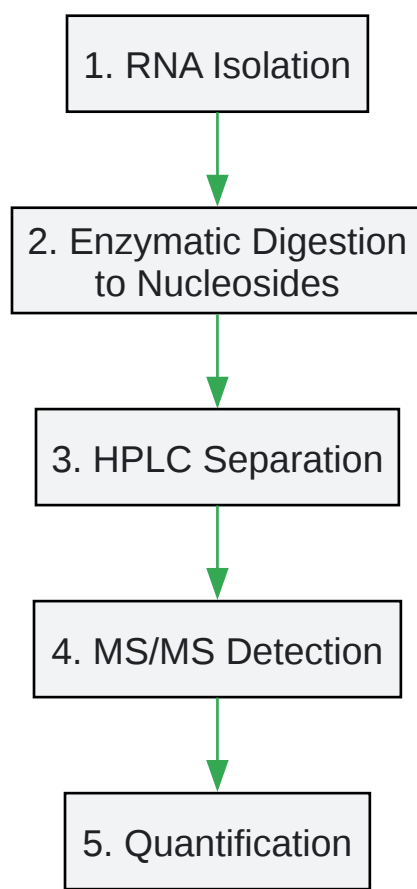 1. RNA Isolation
2. Enzymatic Digestion
to Nucleosides
3. HPLC Separation
4. MS/MS Detection
5. Quantification